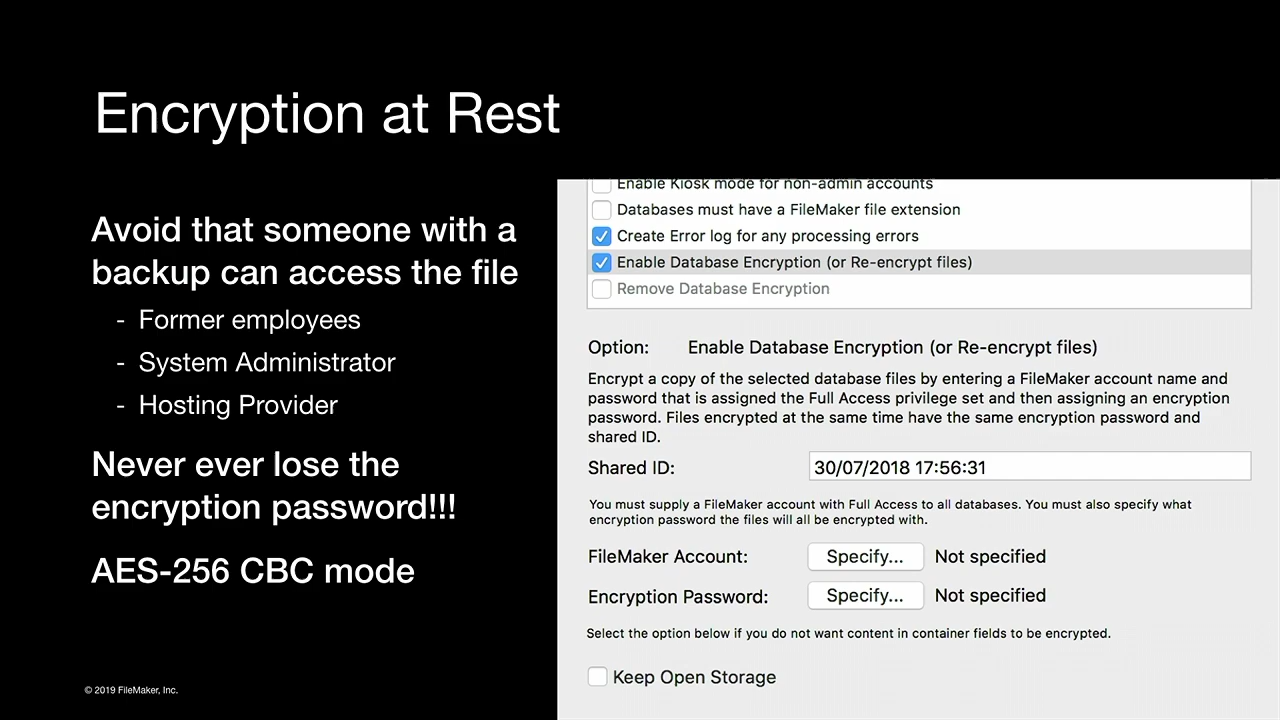 Encryption at Rest
Avoid that someone with a
backup can access the file
- Former employees
- System Administrator
- Hosting Provider
Never ever lose the
encryption password!!!
AES-256 CBC mode
© 2019 FileMaker, Inc.
Enable Kiosk mode for non-admin accounts
Databases must have a FileMaker file extension
Create Error log for any processing errors
Enable Database Encryption (or Re-encrypt files)
Remove Database Encryption
Option: Enable Database Encryption (or Re-encrypt files)
Encrypt a copy of the selected database files by entering a FileMaker account name and
password that is assigned the Full Access privilege set and then assigning an encryption
password. Files encrypted at the same time have the same encryption password and
shared ID.
Shared ID: 30/07/2018 17:56:31
You must supply a FileMaker account with Full Access to all databases. You must also specify what
encryption password the files will all be encrypted with.
FileMaker Account: Specify... Not specified
Encryption Password: Specify... Not specified
Select the option below if you do not want content in container fields to be encrypted.
Keep Open Storage